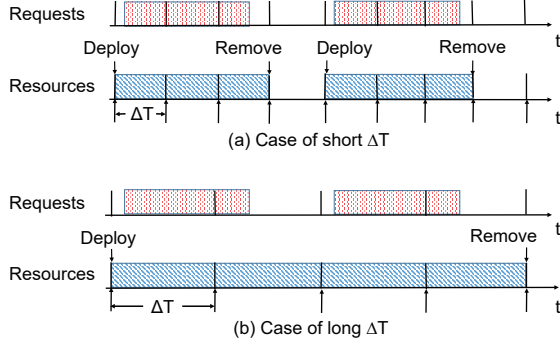 Requests
t
Deploy Remove Deploy Remove
Resources
ΔT
t
(a) Case of short ΔT
Requests
t
Deploy Remove
Resources
ΔT
t
(b) Case of long ΔT